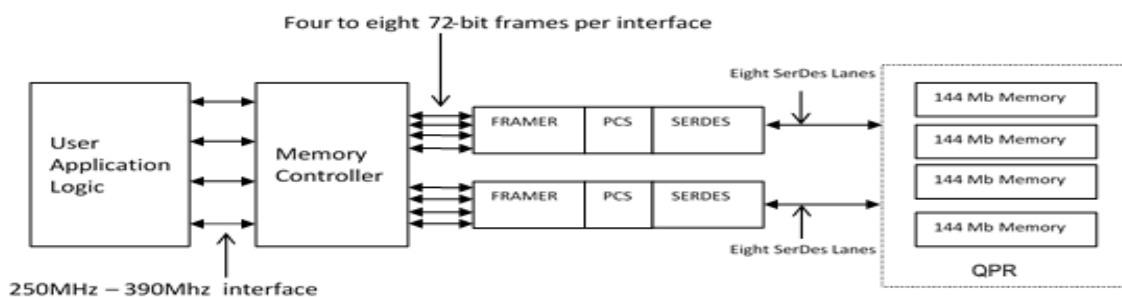 Four to eight 72-bit frames per interface
User
Application
Logic
Memory
Controller
FRAMER
PCS
SERDES
FRAMER
PCS
SERDES
Eight SerDes Lanes
Eight SerDes Lanes
144 Mb Memory
144 Mb Memory
144 Mb Memory
144 Mb Memory
QPR
250MHz – 390Mhz interface